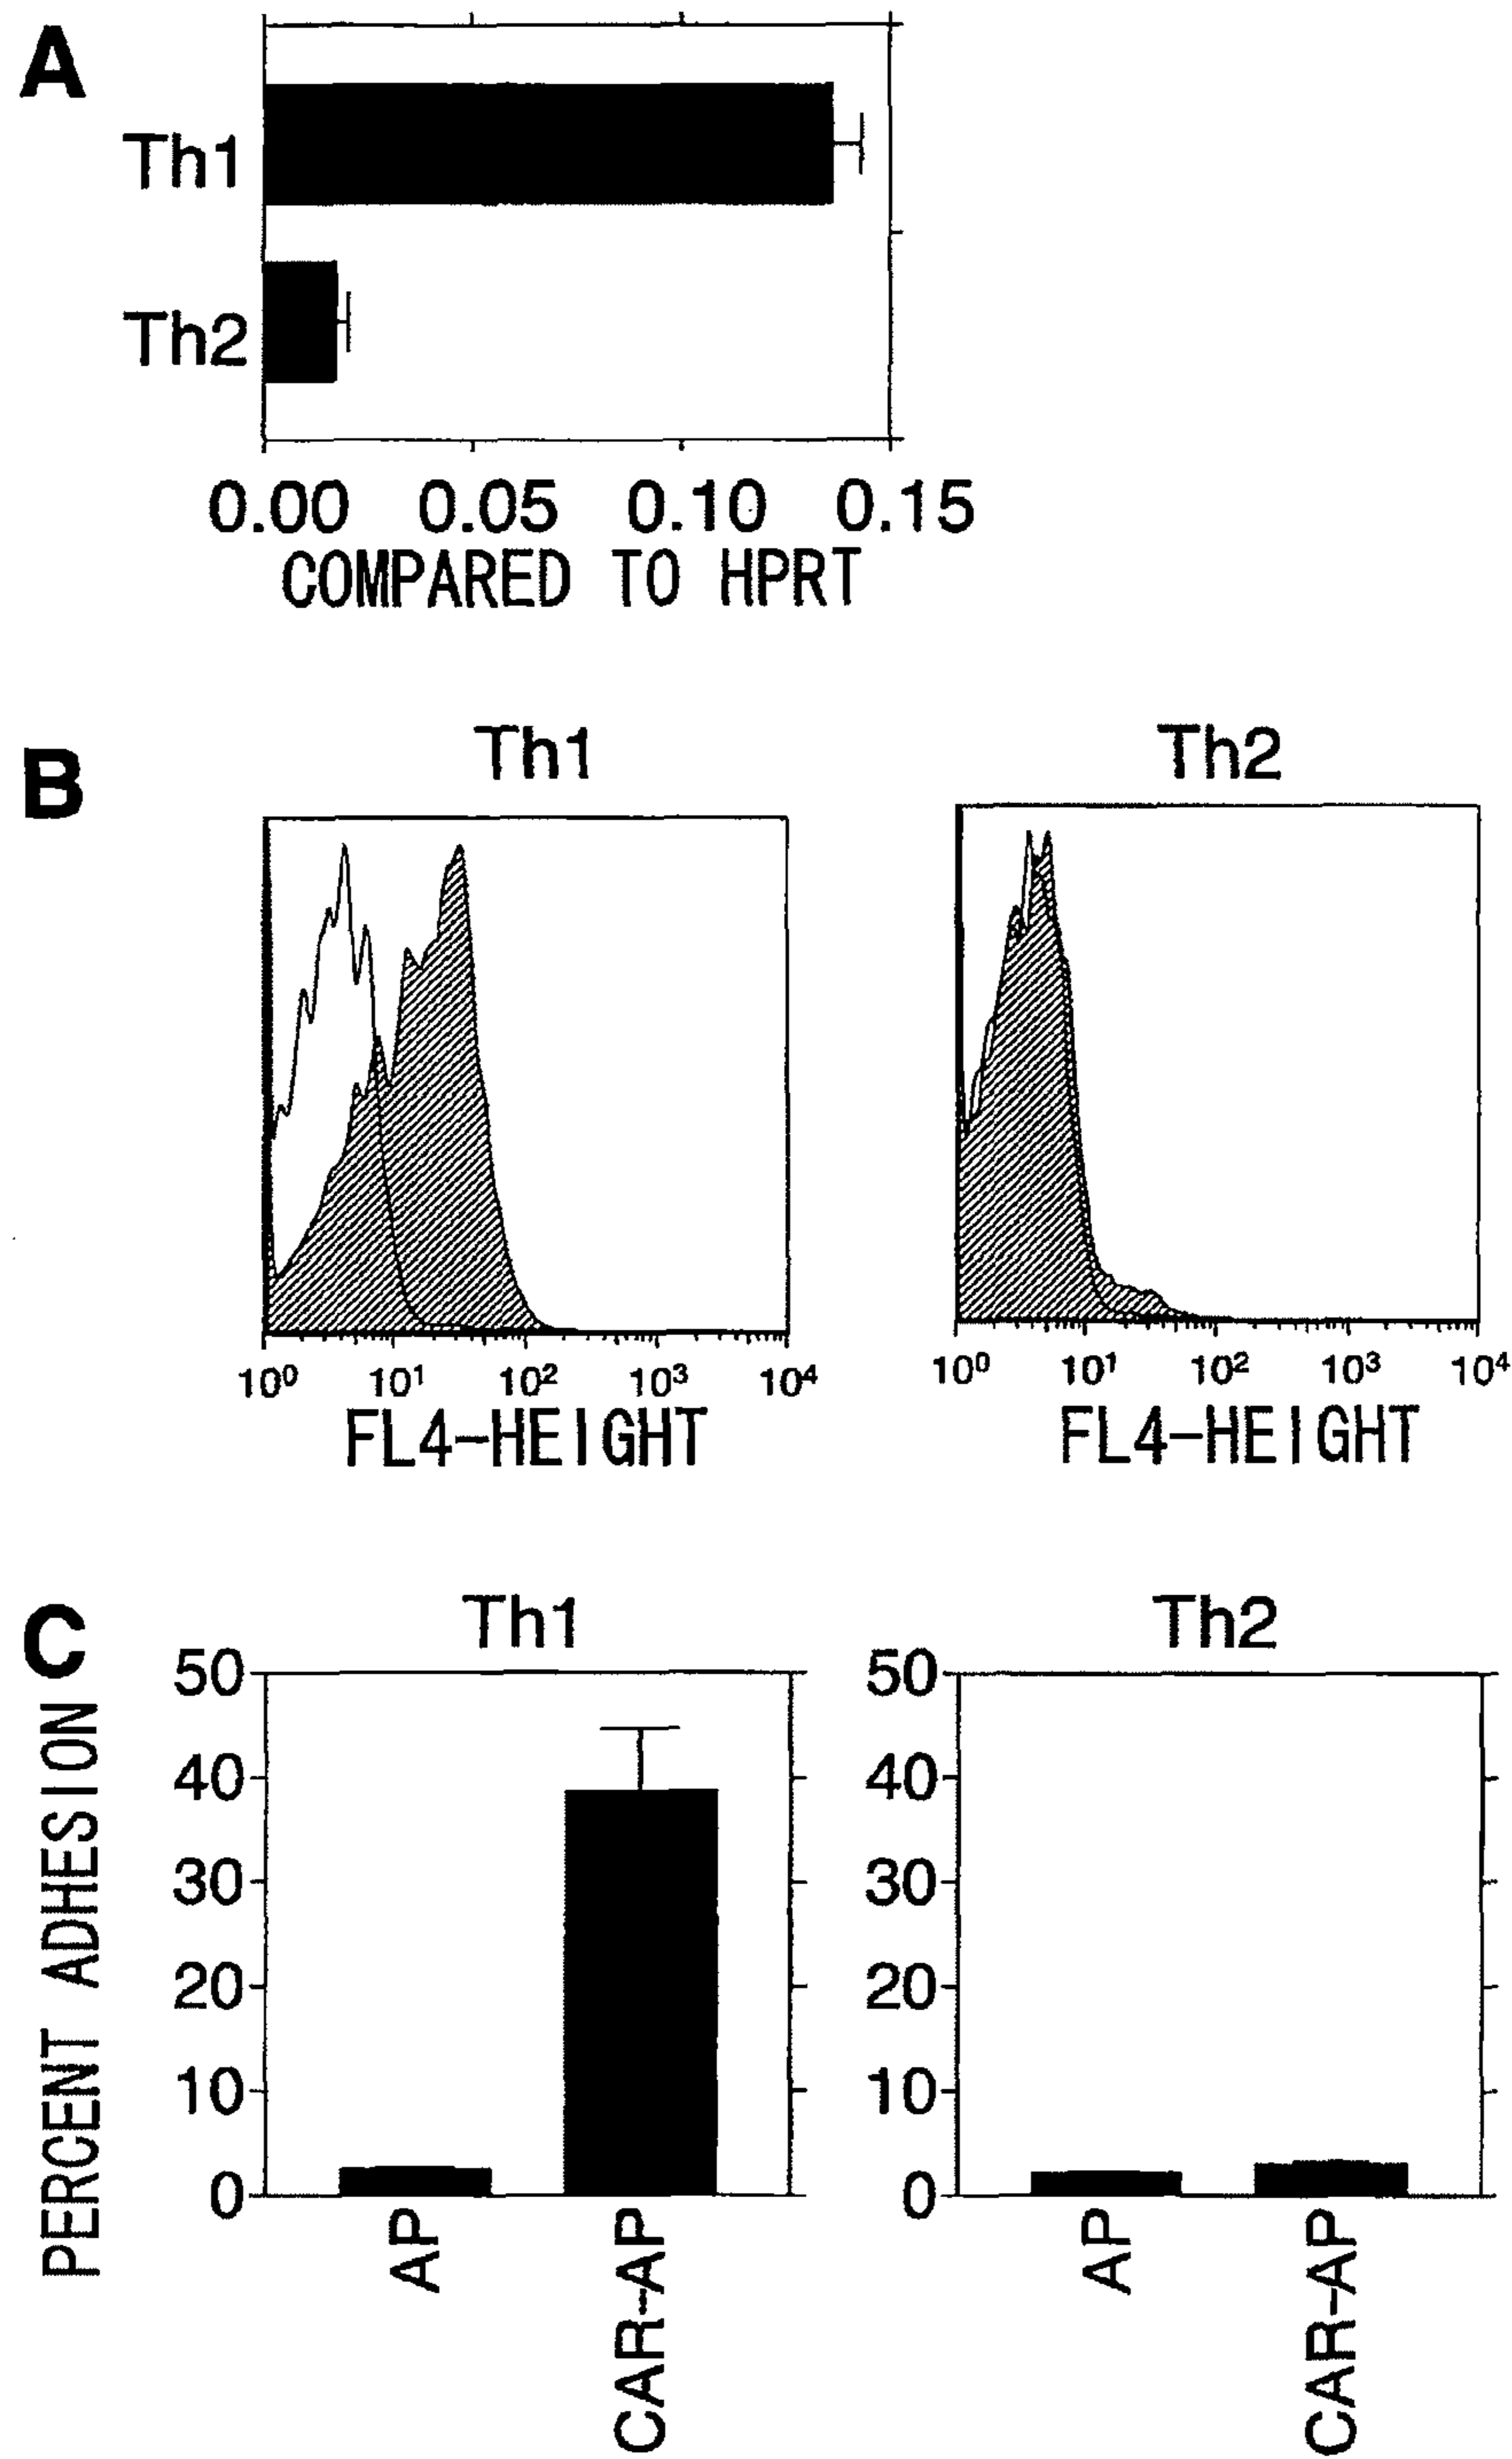 A
Th1
Th2
0.00 0.05 0.10 0.15
COMPARED TO HPRT
B
Th1 Th2
10⁰ 10¹ 10² 10³ 10⁴ 10⁰ 10¹ 10² 10³ 10⁴
FL4-HEIGHT FL4-HEIGHT
C
Th1 Th2
PERCENT ADHESION
50 50
40 40
30 30
20 20
10 10
0 0
AP CAR-AP AP CAR-AP